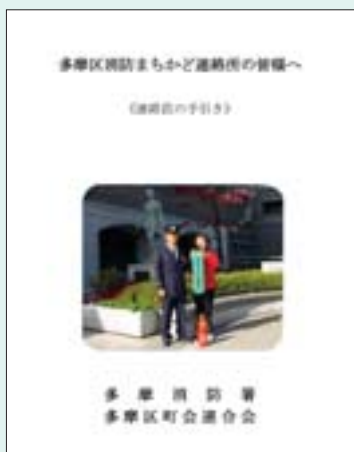 多摩区消防まちかど連絡所の皆様へ
《連絡員の手引き》
多摩消防署
多摩区町会連合会